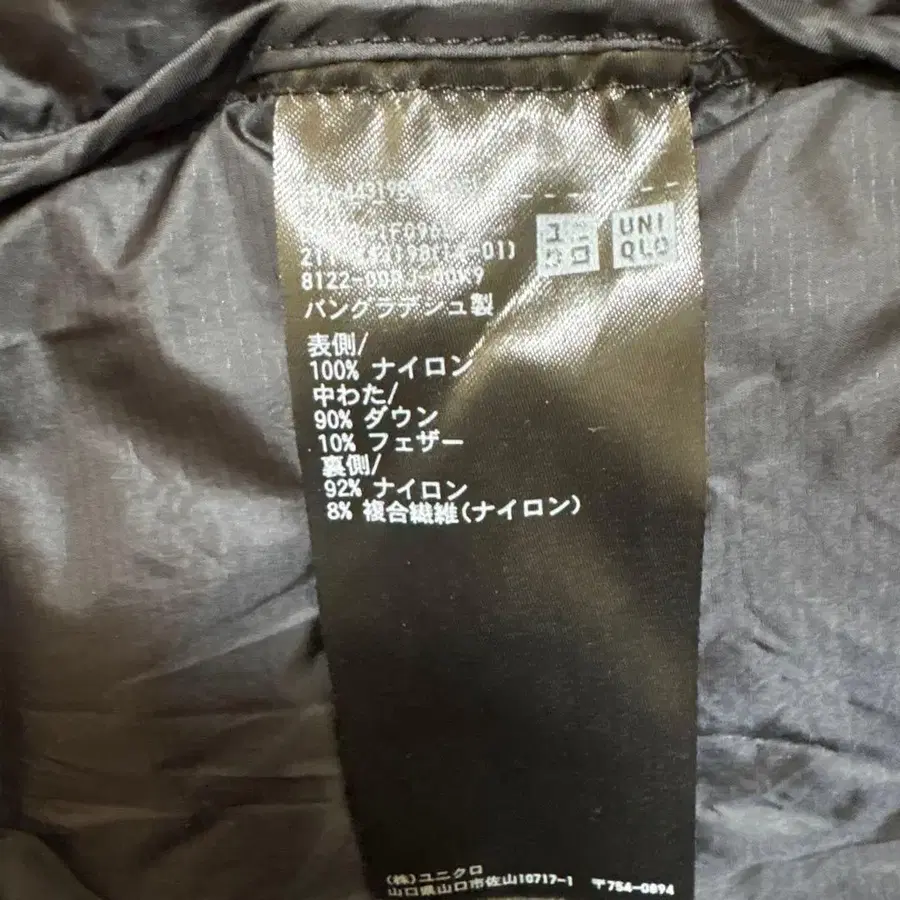 ユニ
クロ
UNI
QLO
バングラデシュ製
表側/
100% ナイロン
中わた/
90% ダウン
10% フェザー
裏側/
92% ナイロン
8% 複合繊維(ナイロン)
(株)ユニクロ
山口県山口市佐山10717-1 〒754-0894